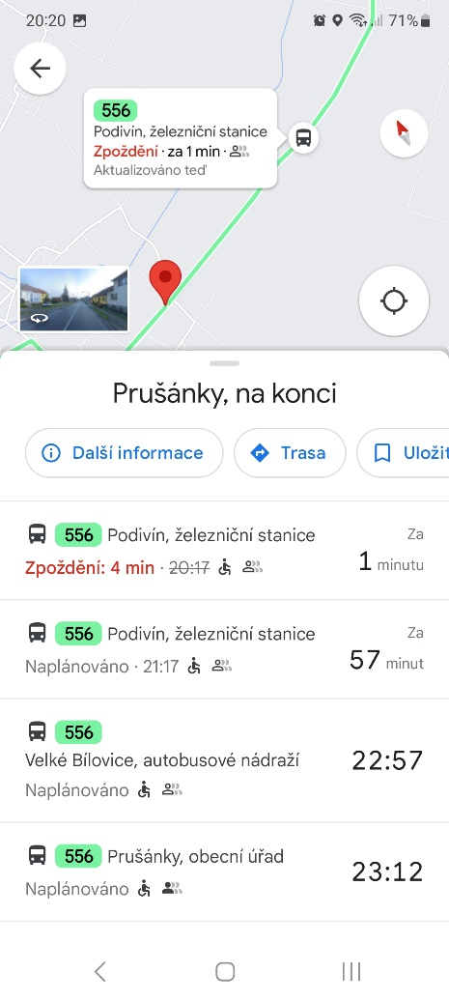 20:20 71%
556
Podivín, železniční stanice
Zpoždění · za 1 min ·
Aktualizováno teď
Prušánky, na konci
Další informace Trasa Uložit
556 Podivín, železniční stanice Za
Zpoždění: 4 min · 20:17 1 minutu
556 Podivín, železniční stanice Za
Naplánováno · 21:17 57 minut
556
Velké Bílovice, autobusové nádraží 22:57
Naplánováno
556 Prušánky, obecní úřad 23:12
Naplánováno